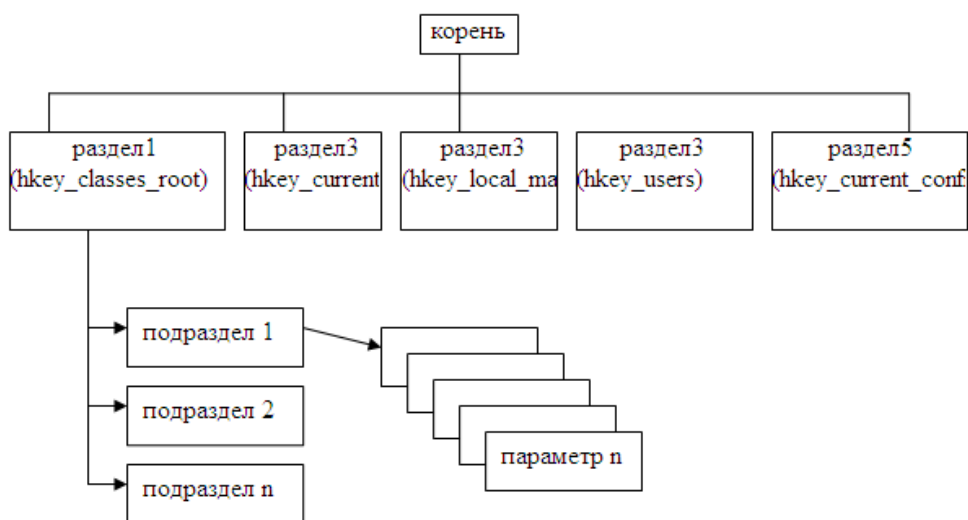 корень
раздел1
(hkey_classes_root)
раздел3
(hkey_current
раздел3
(hkey_local_ma
раздел3
(hkey_users)
раздел5
(hkey_current_conf
подраздел 1
подраздел 2
подраздел n
параметр n